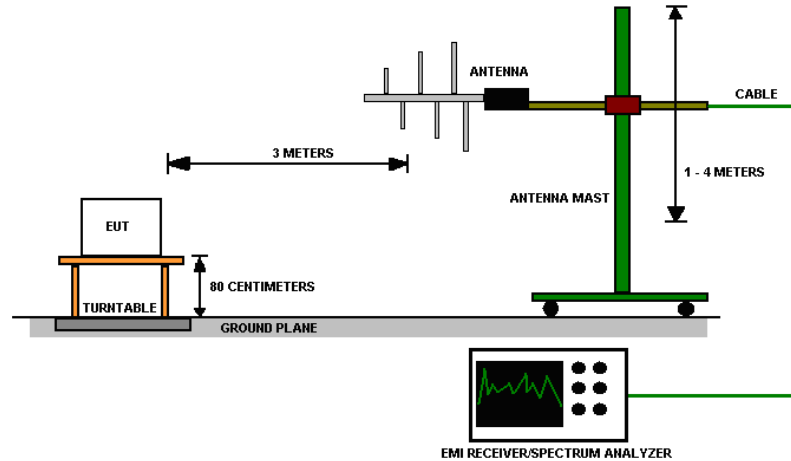 ANTENNA
CABLE
3 METERS
1 - 4 METERS
ANTENNA MAST
EUT
80 CENTIMETERS
TURNTABLE
GROUND PLANE
EMI RECEIVER/SPECTRUM ANALYZER